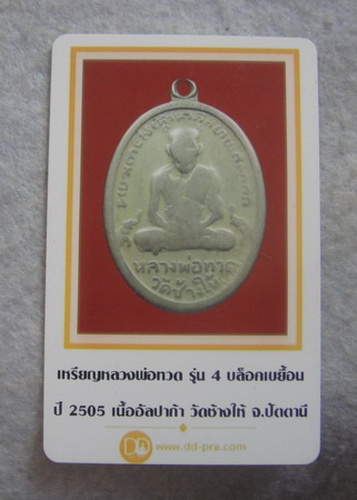 หลวงพ่อทวด
วัดช้างให้
เหรียญหลวงพ่อทวด รุ่น 4 บล็อคเขยื้อน
ปี 2505 เนื้ออัลปาก้า วัดช้างให้ จ.ปัตตานี
DD
www.dd-pra.com